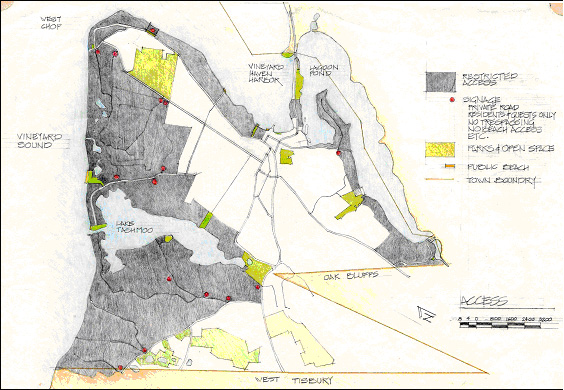 WEST
CHOP
VINEYARD
HAVEN
HARBOR
LAGOON
POND
VINEYARD
SOUND
LAKE
TASHMOO
OAK BLUFFS
WEST TISBURY
RESTRICTED
ACCESS
SIGNAGE
PRIVATE ROAD
RESIDENTS & GUESTS ONLY
NO TRESPASSING
NO BEACH ACCESS
ETC.
PARKS & OPEN SPACE
PUBLIC BEACH
TOWN BOUNDRY
ACCESS